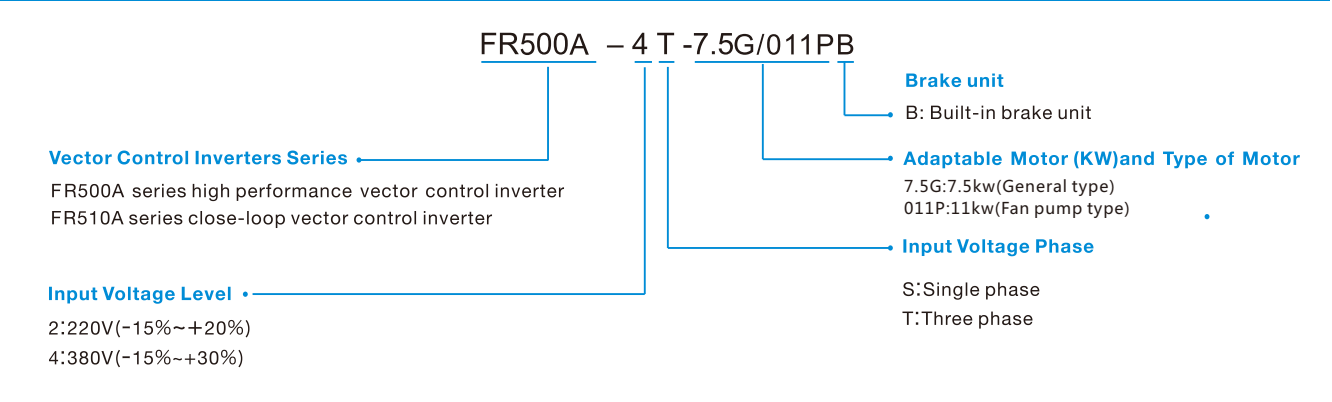 FR500A – 4 T -7.5G/011PB
Vector Control Inverters Series
FR500A series high performance vector control inverter
FR510A series close-loop vector control inverter
Input Voltage Level
2:220V(-15%~+20%)
4:380V(-15%~+30%)
Brake unit
B: Built-in brake unit
Adaptable Motor (KW)and Type of Motor
7.5G:7.5kw(General type)
011P:11kw(Fan pump type)
Input Voltage Phase
S:Single phase
T:Three phase